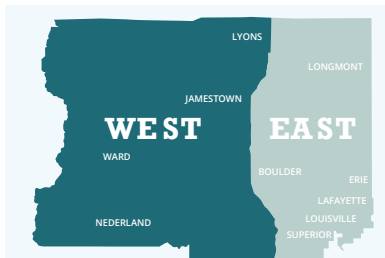 LYONS
LONGMONT
JAMESTOWN
WEST
EAST
WARD
BOULDER
ERIE
LAFAYETTE
NEDERLAND
LOUISVILLE
SUPERIOR